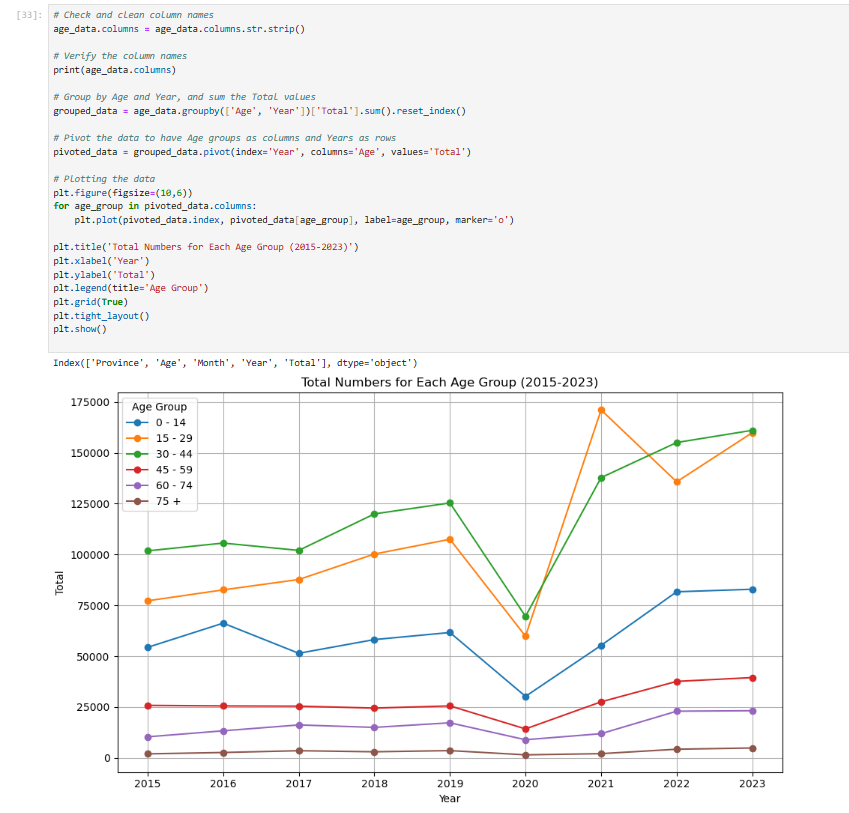 [33]:
# Check and clean column names
age_data.columns = age_data.columns.str.strip()
# Verify the column names
print(age_data.columns)
# Group by Age and Year, and sum the Total values
grouped_data = age_data.groupby(['Age', 'Year'])['Total'].sum().reset_index()
# Pivot the data to have Age groups as columns and Years as rows
pivoted_data = grouped_data.pivot(index='Year', columns='Age', values='Total')
# Plotting the data
plt.figure(figsize=(10,6))
for age_group in pivoted_data.columns:
    plt.plot(pivoted_data.index, pivoted_data[age_group], label=age_group, marker='o')
plt.title('Total Numbers for Each Age Group (2015-2023)')
plt.xlabel('Year')
plt.ylabel('Total')
plt.legend(title='Age Group')
plt.grid(True)
plt.tight_layout()
plt.show()
Index(['Province', 'Age', 'Month', 'Year', 'Total'], dtype='object')
Total Numbers for Each Age Group (2015-2023)
Age Group
0 - 14
15 - 29
30 - 44
45 - 59
60 - 74
75 +
175000
150000
125000
100000
75000
50000
25000
0
Total
2015 2016 2017 2018 2019 2020 2021 2022 2023
Year